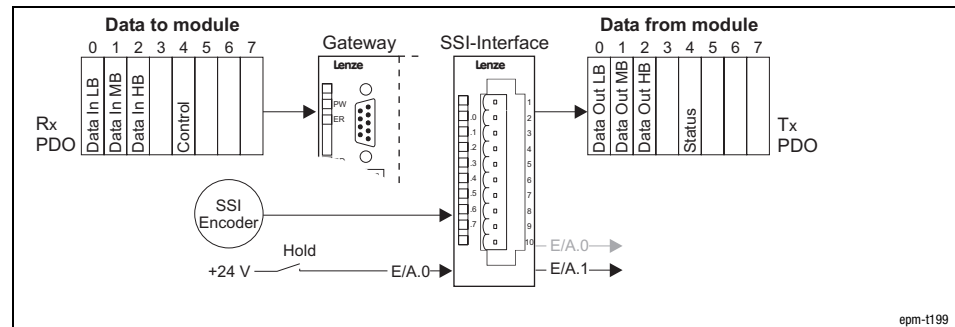 Data to module
0 1 2 3 4 5 6 7
Data In LB
Data In MB
Data In HB
Control
Rx
PDO
Gateway
Lenze
PW
ER
SSI-Interface
Lenze
.0
.1
.2
.3
.4
.5
.6
.7
1
2
3
4
5
6
7
8
9
10
Data from module
0 1 2 3 4 5 6 7
Data Out LB
Data Out MB
Data Out HB
Status
Tx
PDO
SSI
Encoder
Hold
+24 V
E/A.0
E/A.0
E/A.1
epm-t199